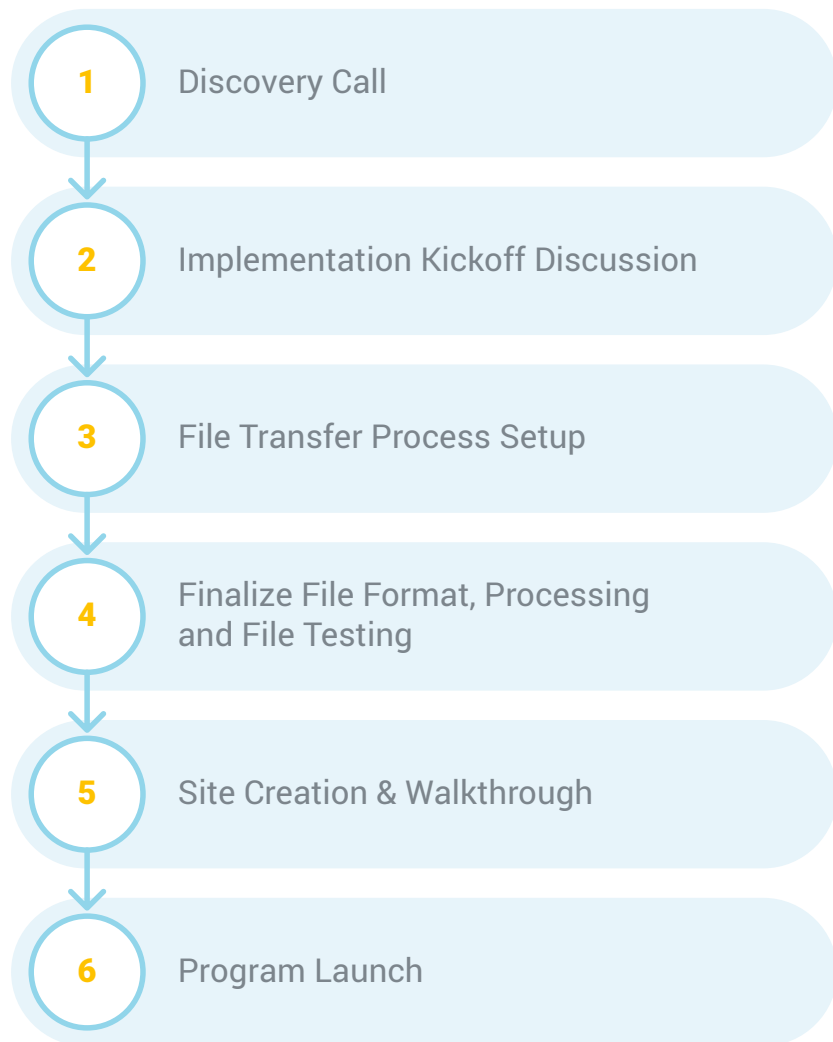 1
Discovery Call
2
Implementation Kickoff Discussion
3
File Transfer Process Setup
4
Finalize File Format, Processing
and File Testing
5
Site Creation & Walkthrough
6
Program Launch